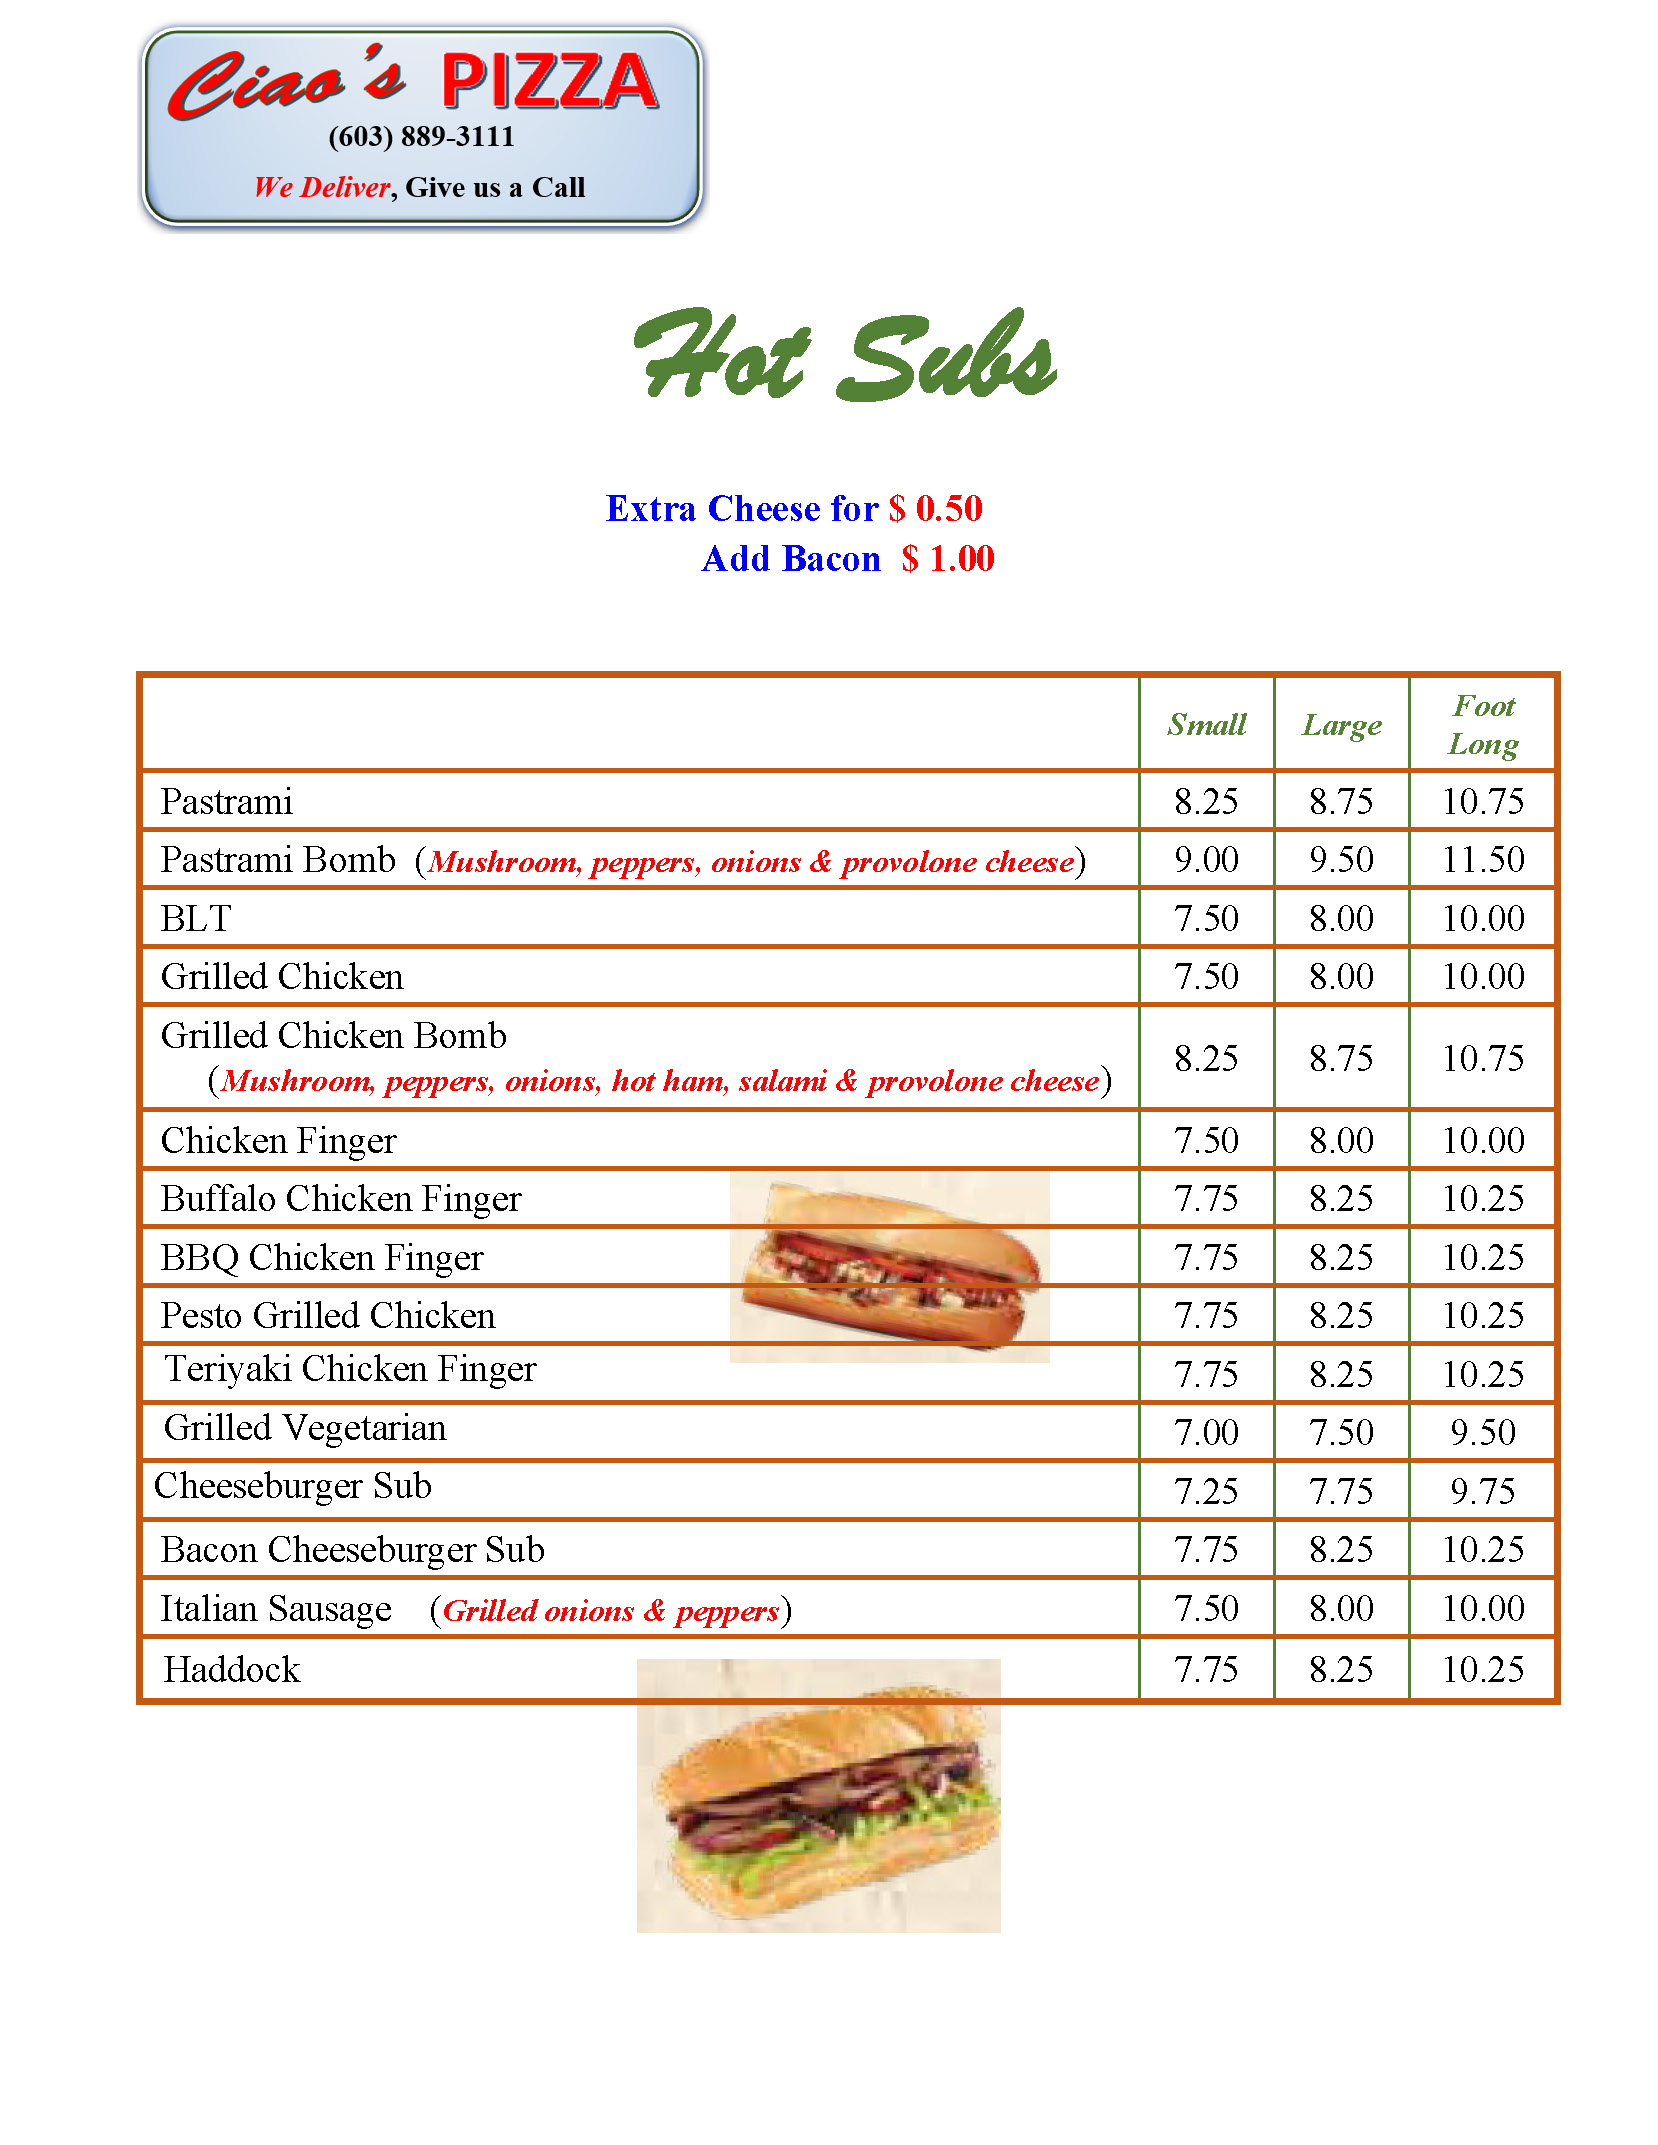 Ciao's PIZZA
(603) 889-3111
We Deliver, Give us a Call
Hot Subs
Extra Cheese for $ 0.50
Add Bacon $ 1.00
Small Large Foot Long
Pastrami 8.25 8.75 10.75
Pastrami Bomb (Mushroom, peppers, onions & provolone cheese) 9.00 9.50 11.50
BLT 7.50 8.00 10.00
Grilled Chicken 7.50 8.00 10.00
Grilled Chicken Bomb
(Mushroom, peppers, onions, hot ham, salami & provolone cheese) 8.25 8.75 10.75
Chicken Finger 7.50 8.00 10.00
Buffalo Chicken Finger 7.75 8.25 10.25
BBQ Chicken Finger 7.75 8.25 10.25
Pesto Grilled Chicken 7.75 8.25 10.25
Teriyaki Chicken Finger 7.75 8.25 10.25
Grilled Vegetarian 7.00 7.50 9.50
Cheeseburger Sub 7.25 7.75 9.75
Bacon Cheeseburger Sub 7.75 8.25 10.25
Italian Sausage (Grilled onions & peppers) 7.50 8.00 10.00
Haddock 7.75 8.25 10.25